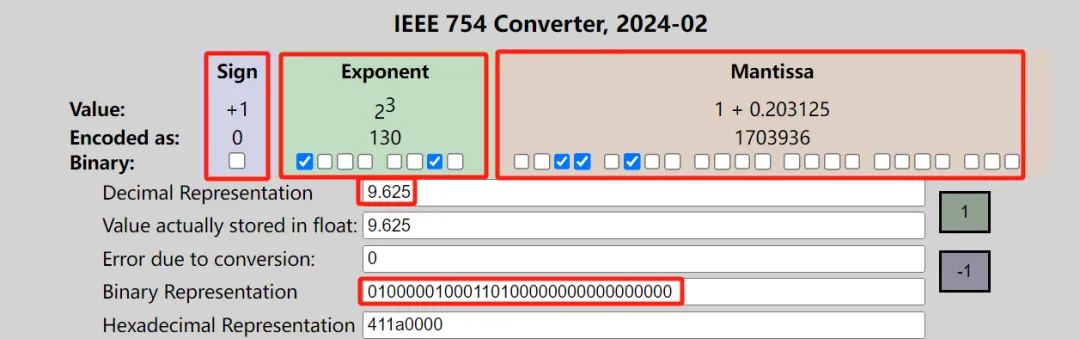 IEEE 754 Converter, 2024-02
Sign Exponent Mantissa
Value: +1 2^3 1 + 0.203125
Encoded as: 0 130 1703936
Binary:
Decimal Representation 9.625
Value actually stored in float: 9.625
Error due to conversion: 0
Binary Representation 01000001000110100000000000000000
Hexadecimal Representation 411a0000
1
-1